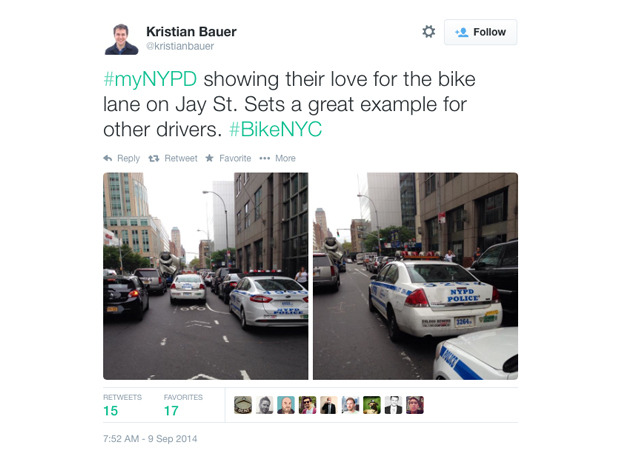 Kristian Bauer
@kristianbauer
Follow
#myNYPD showing their love for the bike
lane on Jay St. Sets a great example for
other drivers. #BikeNYC
Reply Retweet Favorite ••• More
NYPD
POLICE
RETWEETS FAVORITES
15 17
7:52 AM - 9 Sep 2014